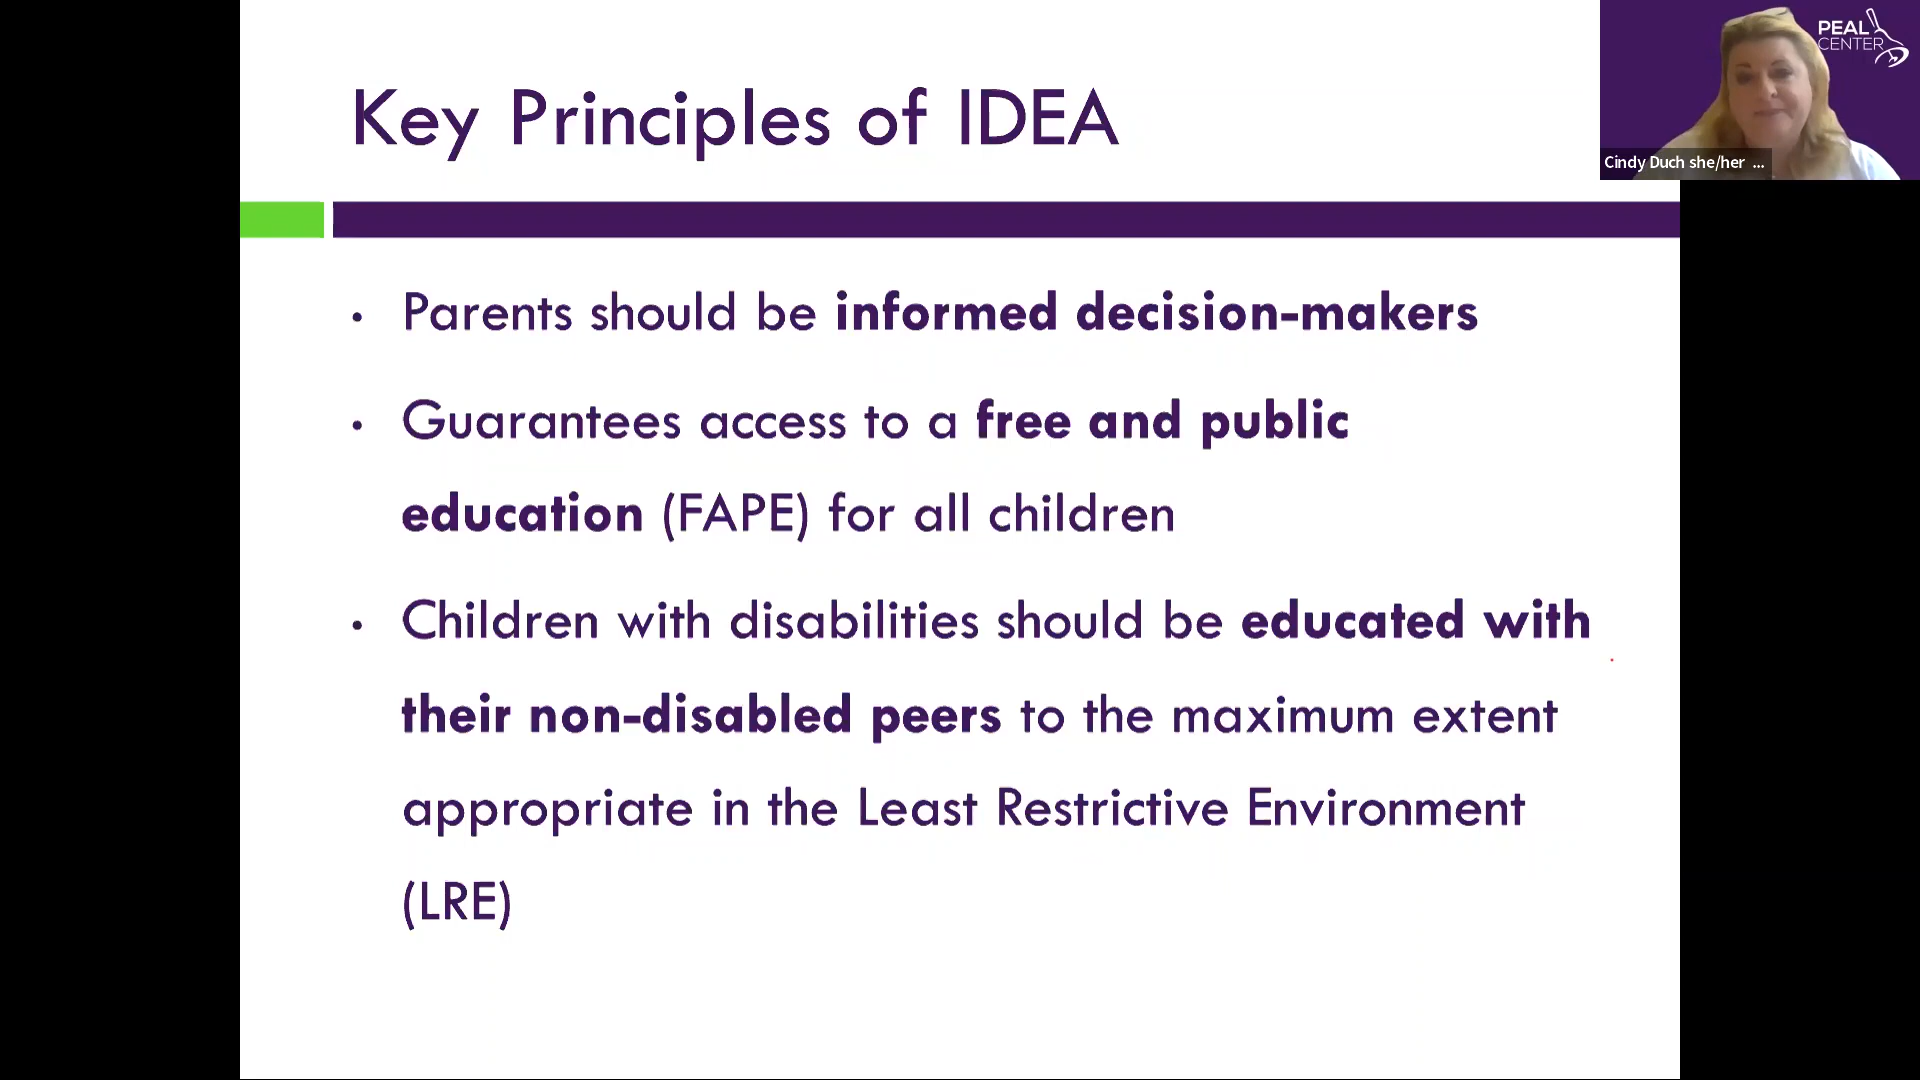 Key Principles of IDEA
PEAL
CENTER
Cindy Duch she/her ...
• Parents should be informed decision-makers
• Guarantees access to a free and public
education (FAPE) for all children
• Children with disabilities should be educated with
their non-disabled peers to the maximum extent
appropriate in the Least Restrictive Environment
(LRE)